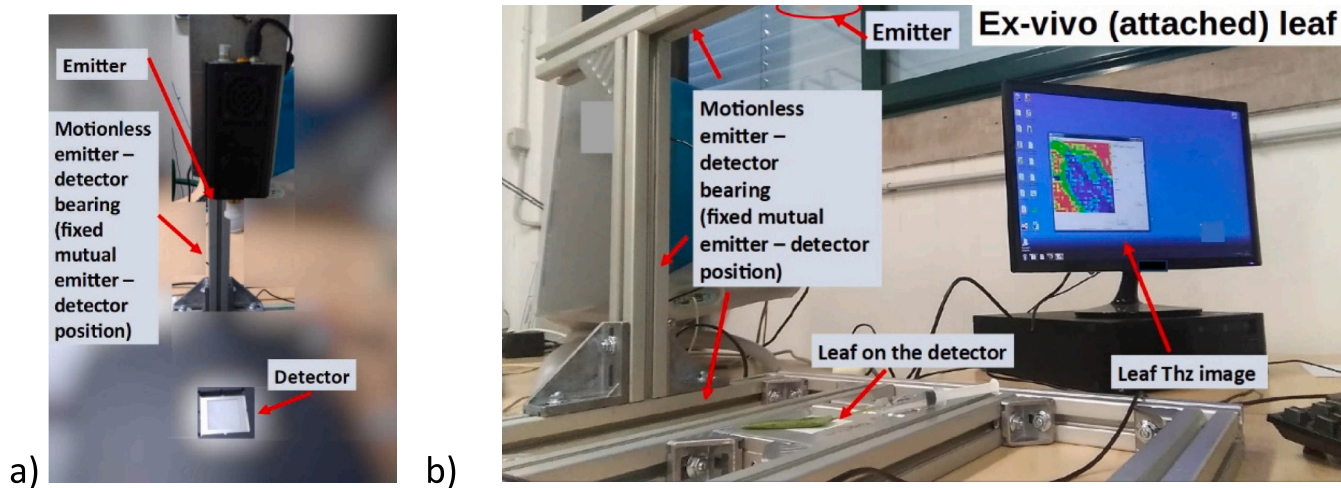 Emitter
Motionless
emitter –
detector
bearing
(fixed
mutual
emitter –
detector
position)
Detector
a)
b)
Emitter
Ex-vivo (attached) leaf
Motionless
emitter –
detector
bearing
(fixed mutual
emitter – detector
position)
Leaf on the detector
Leaf Thz image